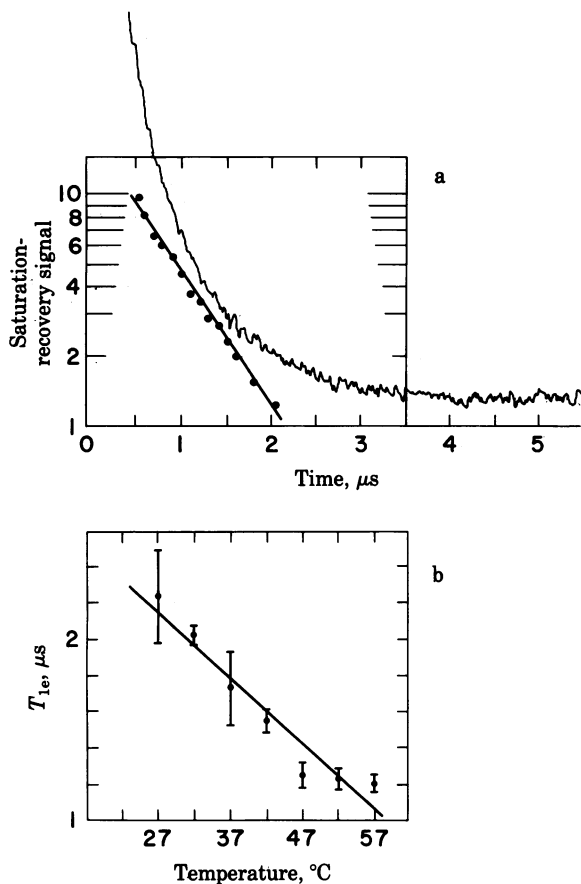 a
10
8
6
4
2
1
Saturation-
recovery signal
0 1 2 3 4 5
Time, μs
b
2
1
T1e, μs
27 37 47 57
Temperature, °C